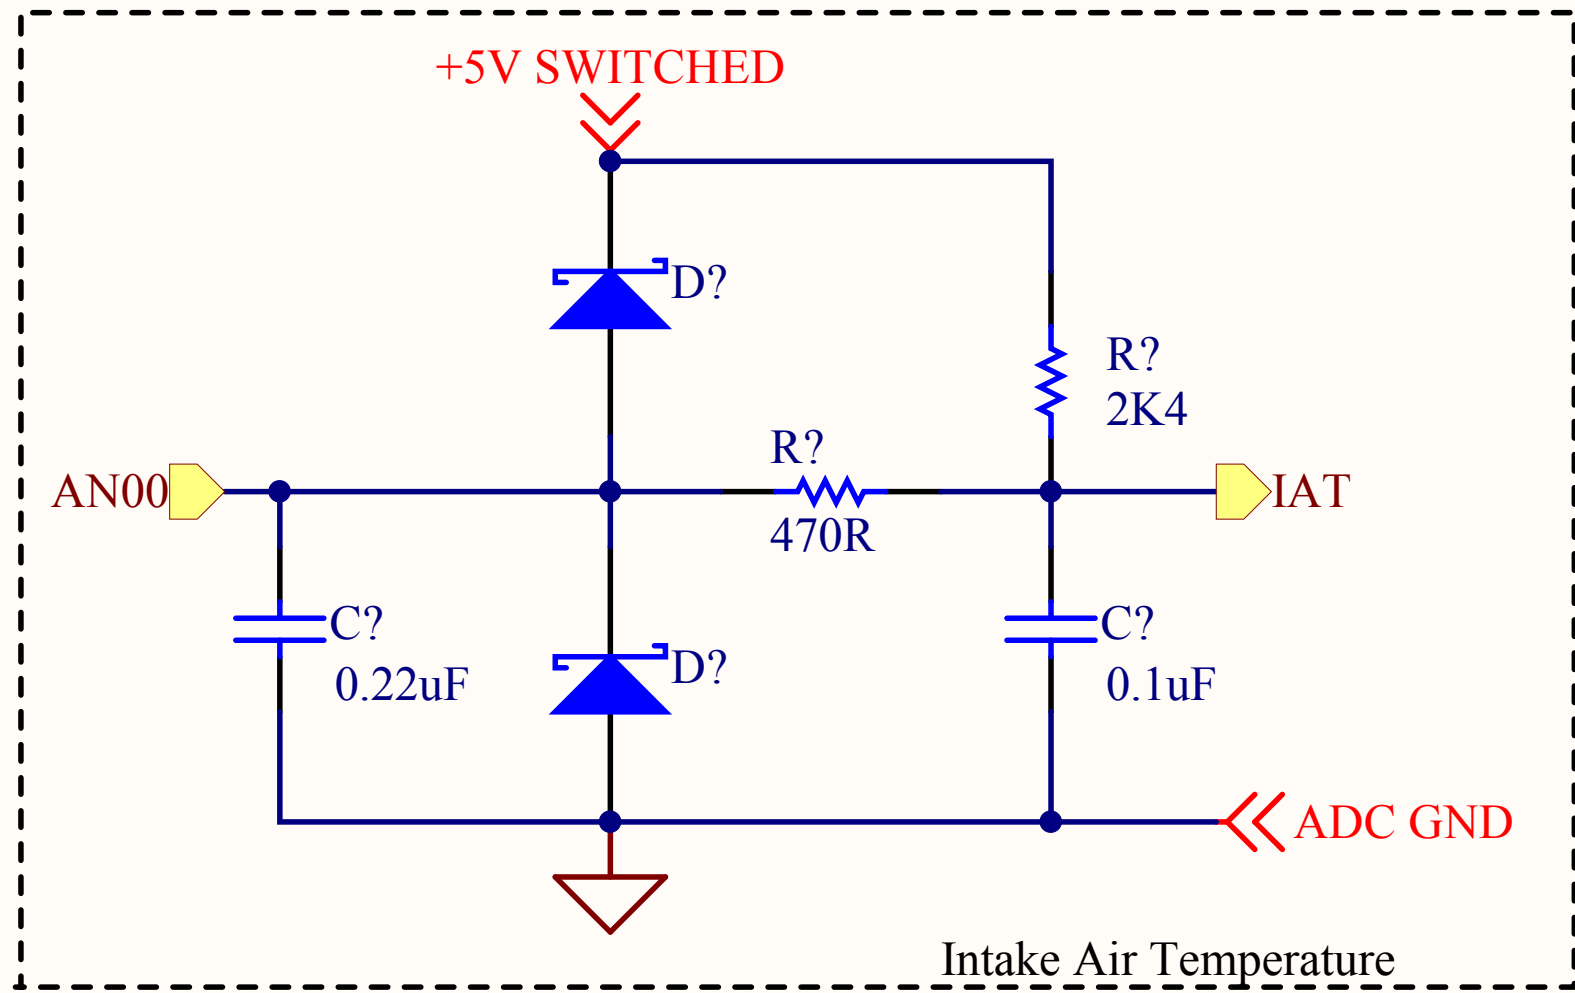 +5V SWITCHED
D?
R?
2K4
R?
AN00
IAT
470R
C?
0.22uF
D?
C?
0.1uF
ADC GND
Intake Air Temperature